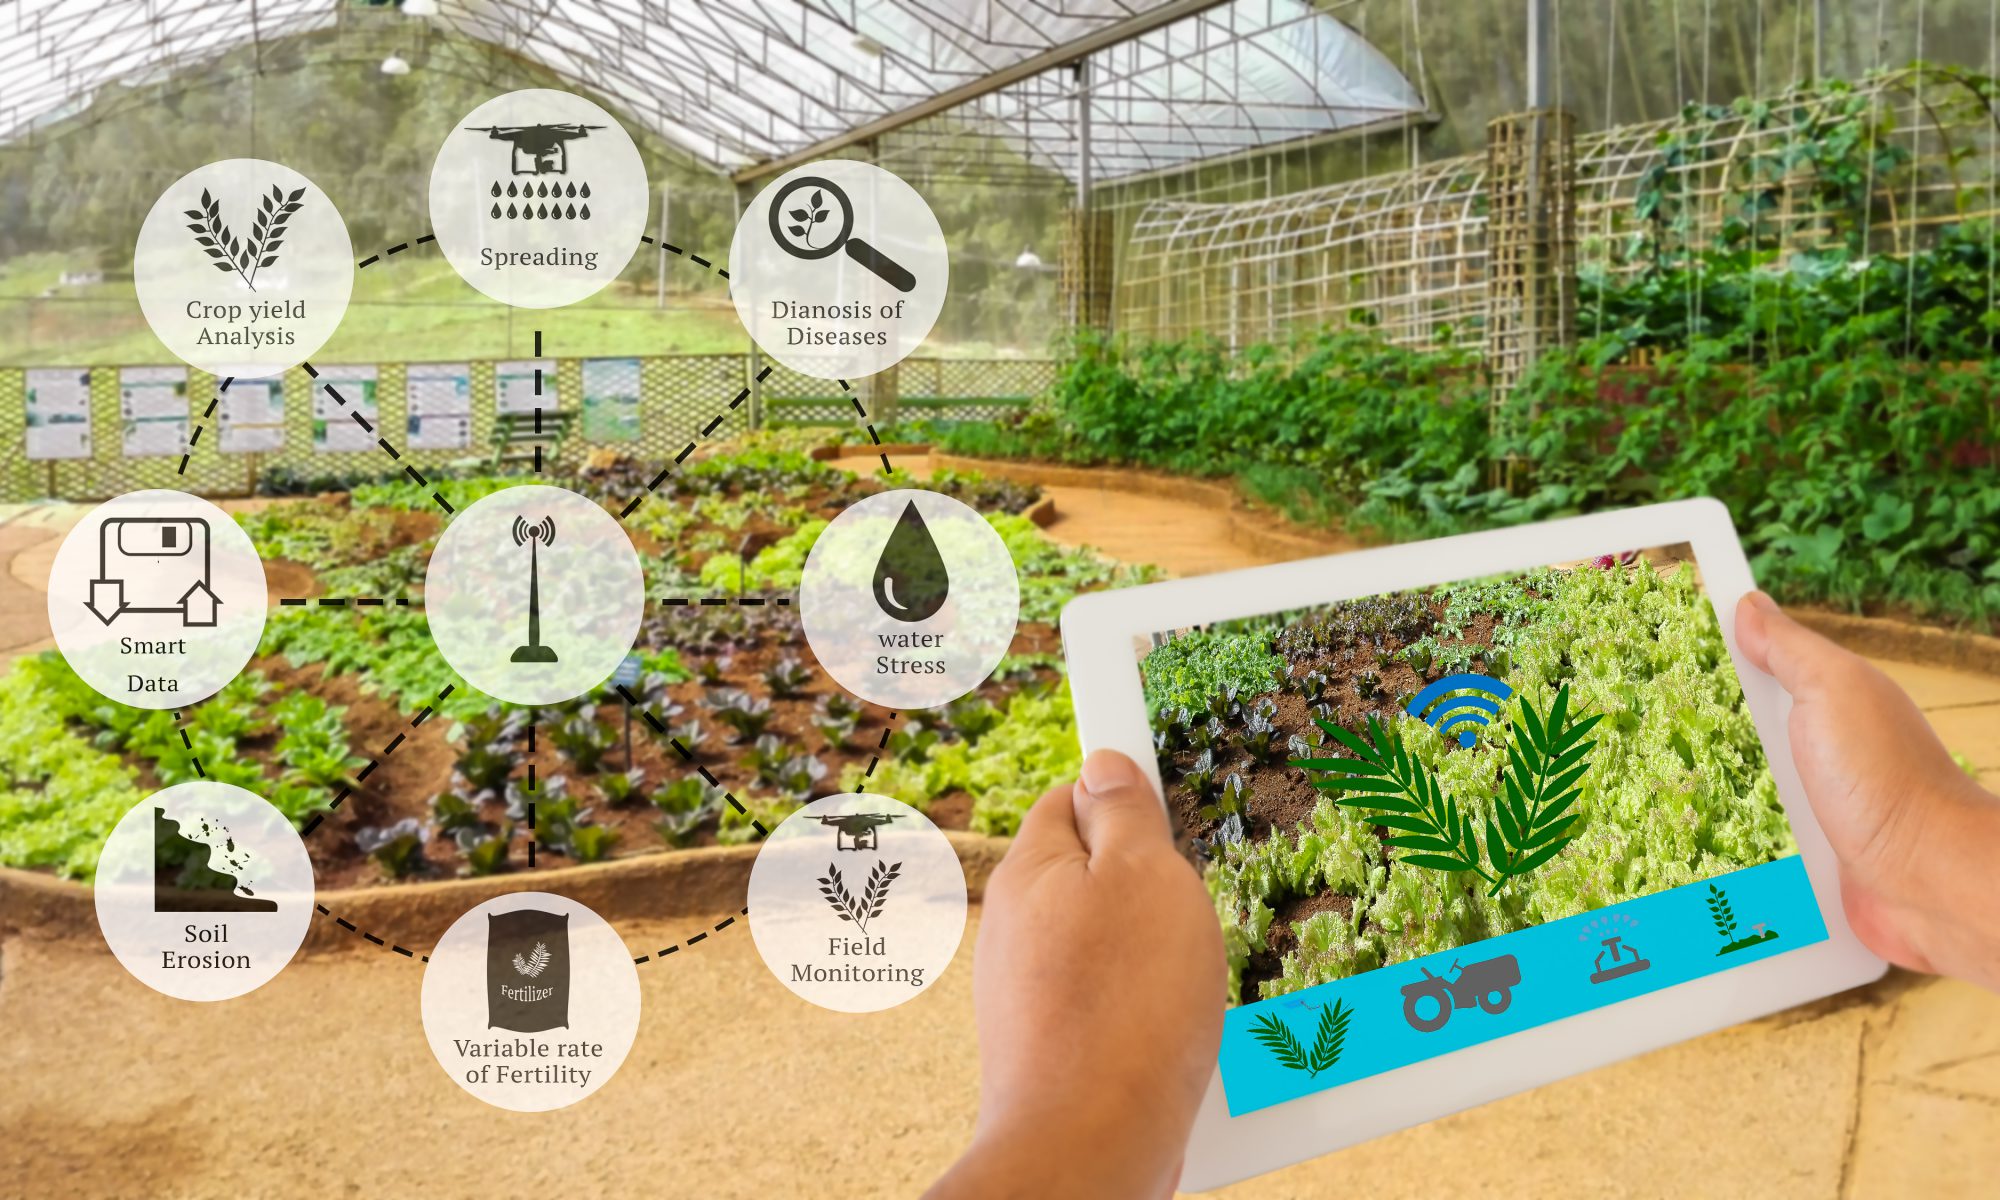 Spreading
Crop yield
Analysis
Dianosis of
Diseases
Smart
Data
water
Stress
Soil
Erosion
Field
Monitoring
Fertilizer
Variable rate
of Fertility